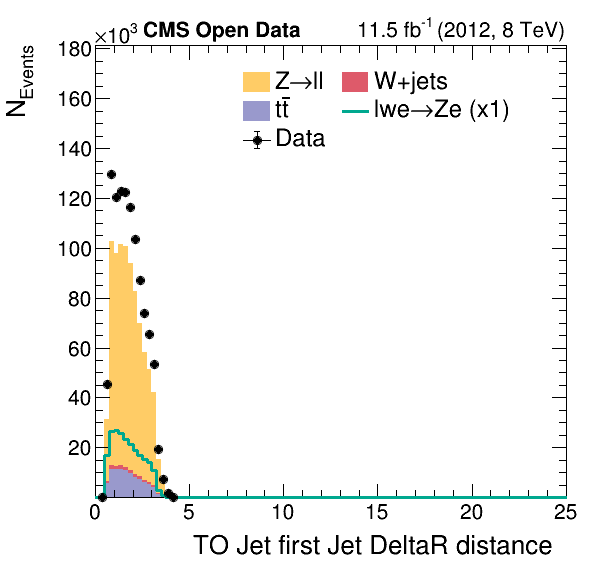 ×10³ CMS Open Data 11.5 fb⁻¹ (2012, 8 TeV)
N_Events
180
160
140
120
100
80
60
40
20
Z→ll W+jets
tt̄ lwe→Ze (x1)
Data
0 5 10 15 20 25
TO Jet first Jet DeltaR distance